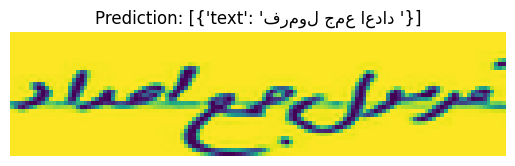 Prediction: [{'text': 'فرمول جمع اعداد '}]
فرمول جمع اعداد